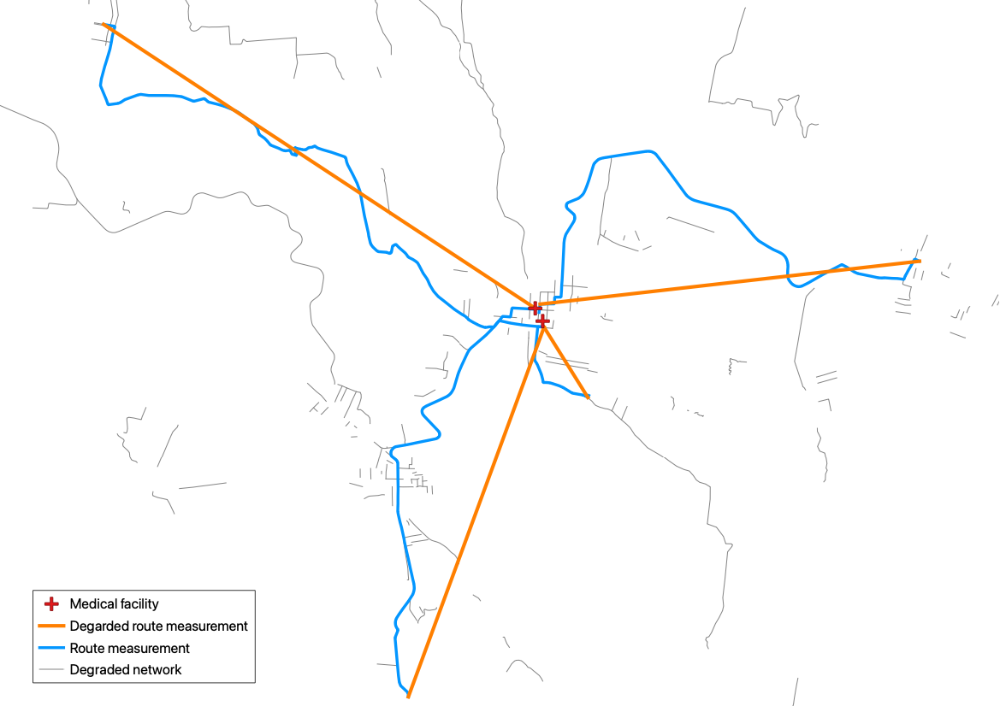 Medical facility
Degarded route measurement
Route measurement
Degraded network